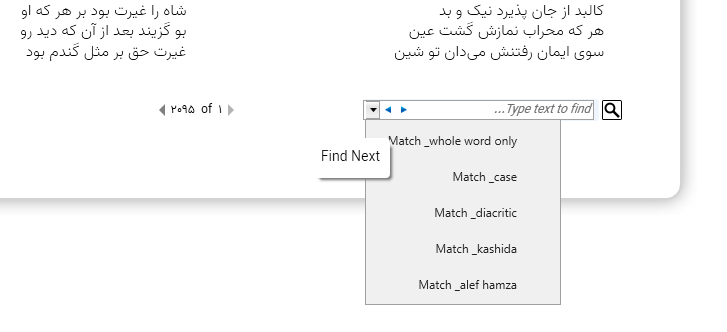 کالبد از جان پذیرد نیک و بد
شاه را غیرت بود بر هر که او
هر که محراب نمازش گشت عین
بو گزیند بعد از آن که دید رو
سوی ایمان رفتنش می‌دان تو شین
غیرت حق بر مثل گندم بود
Type text to find...
۱ of ۲۰۹۵
Match _whole word only
Find Next
Match _case
Match _diacritic
Match _kashida
Match _alef hamza